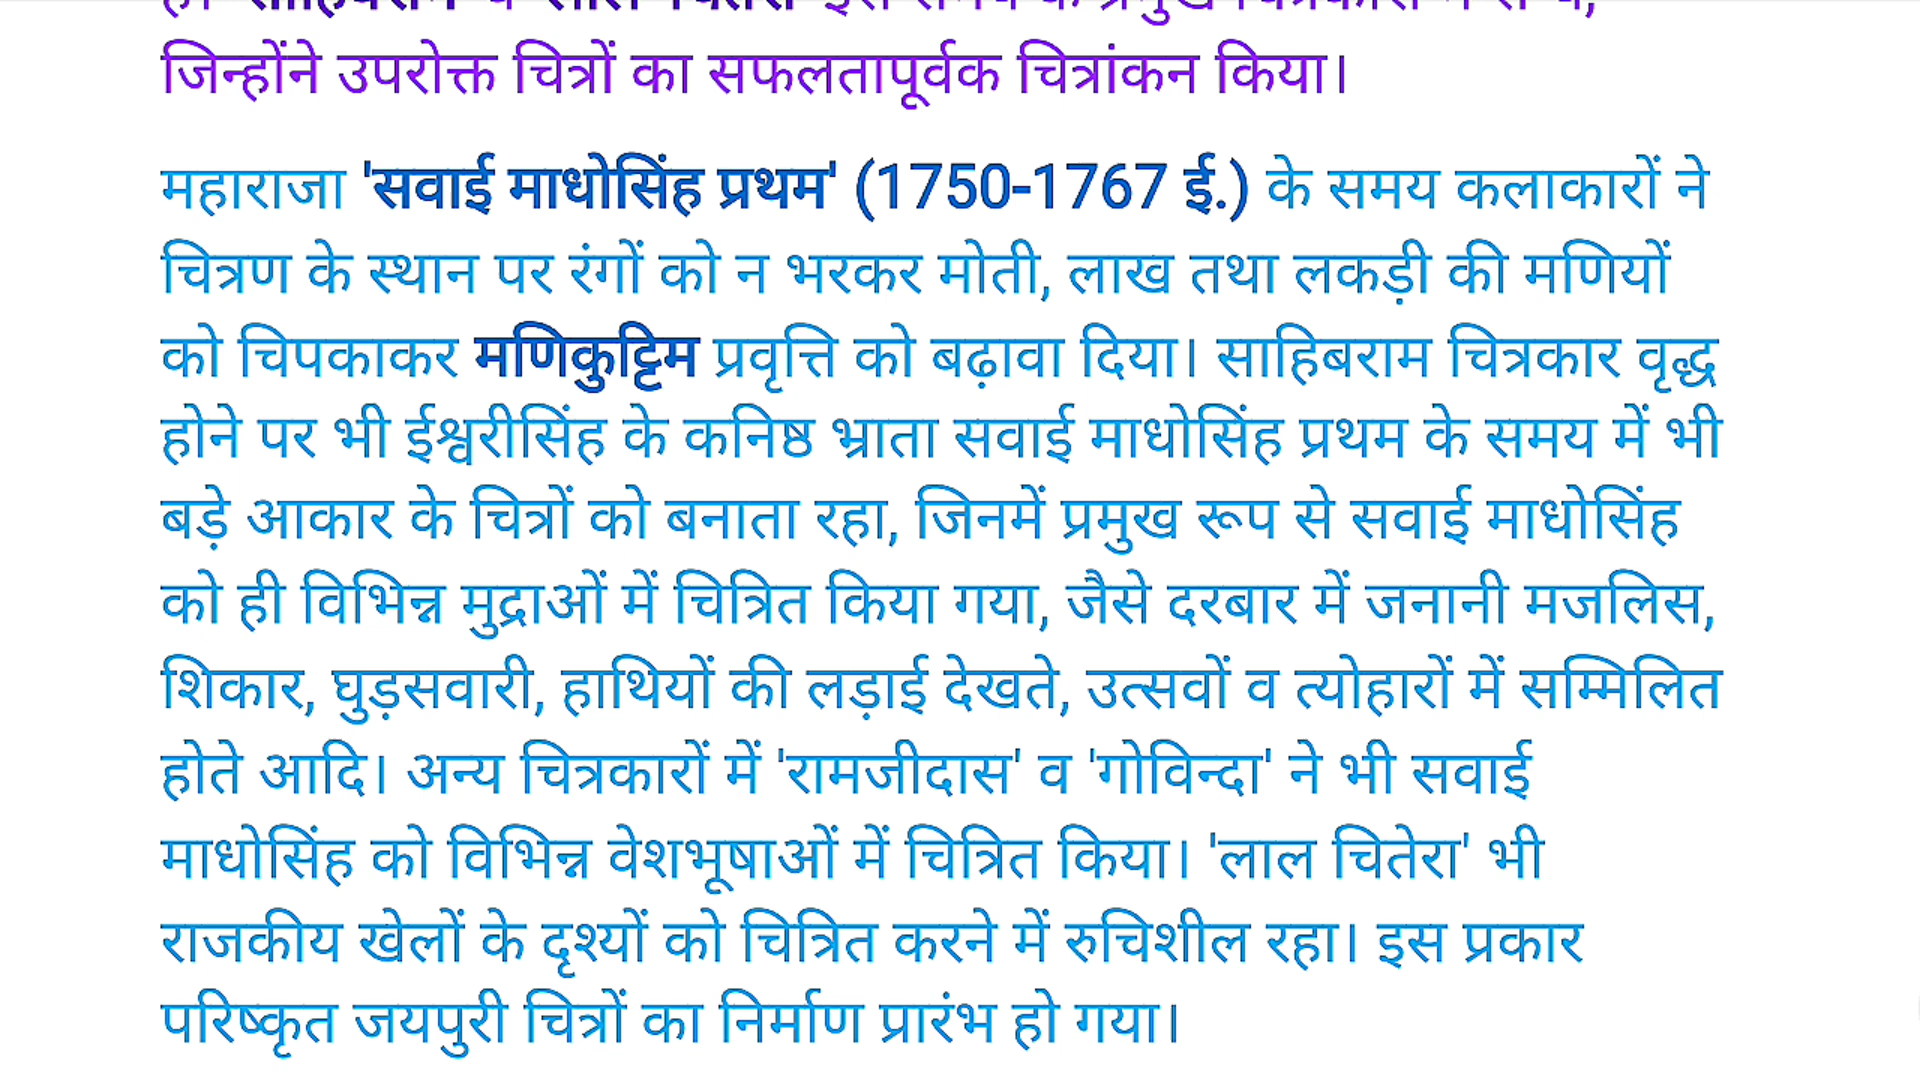 जिन्होंने उपरोक्त चित्रों का सफलतापूर्वक चित्रांकन किया।
महाराजा 'सवाई माधोसिंह प्रथम' (1750-1767 ई.) के समय कलाकारों ने
चित्रण के स्थान पर रंगों को न भरकर मोती, लाख तथा लकड़ी की मणियों
को चिपकाकर मणिकुट्टिम प्रवृत्ति को बढ़ावा दिया। साहिबराम चित्रकार वृद्ध
होने पर भी ईश्वरीसिंह के कनिष्ठ भ्राता सवाई माधोसिंह प्रथम के समय में भी
बड़े आकार के चित्रों को बनाता रहा, जिनमें प्रमुख रूप से सवाई माधोसिंह
को ही विभिन्न मुद्राओं में चित्रित किया गया, जैसे दरबार में जनानी मजलिस,
शिकार, घुड़सवारी, हाथियों की लड़ाई देखते, उत्सवों व त्योहारों में सम्मिलित
होते आदि। अन्य चित्रकारों में 'रामजीदास' व 'गोविन्दा' ने भी सवाई
माधोसिंह को विभिन्न वेशभूषाओं में चित्रित किया। 'लाल चितेरा' भी
राजकीय खेलों के दृश्यों को चित्रित करने में रुचिशील रहा। इस प्रकार
परिष्कृत जयपुरी चित्रों का निर्माण प्रारंभ हो गया।